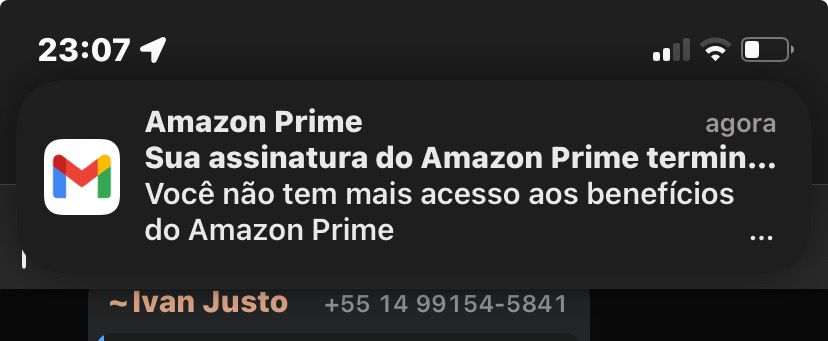 23:07
Amazon Prime agora
Sua assinatura do Amazon Prime termin...
Você não tem mais acesso aos benefícios
do Amazon Prime ...
~Ivan Justo +55 14 99154-5841